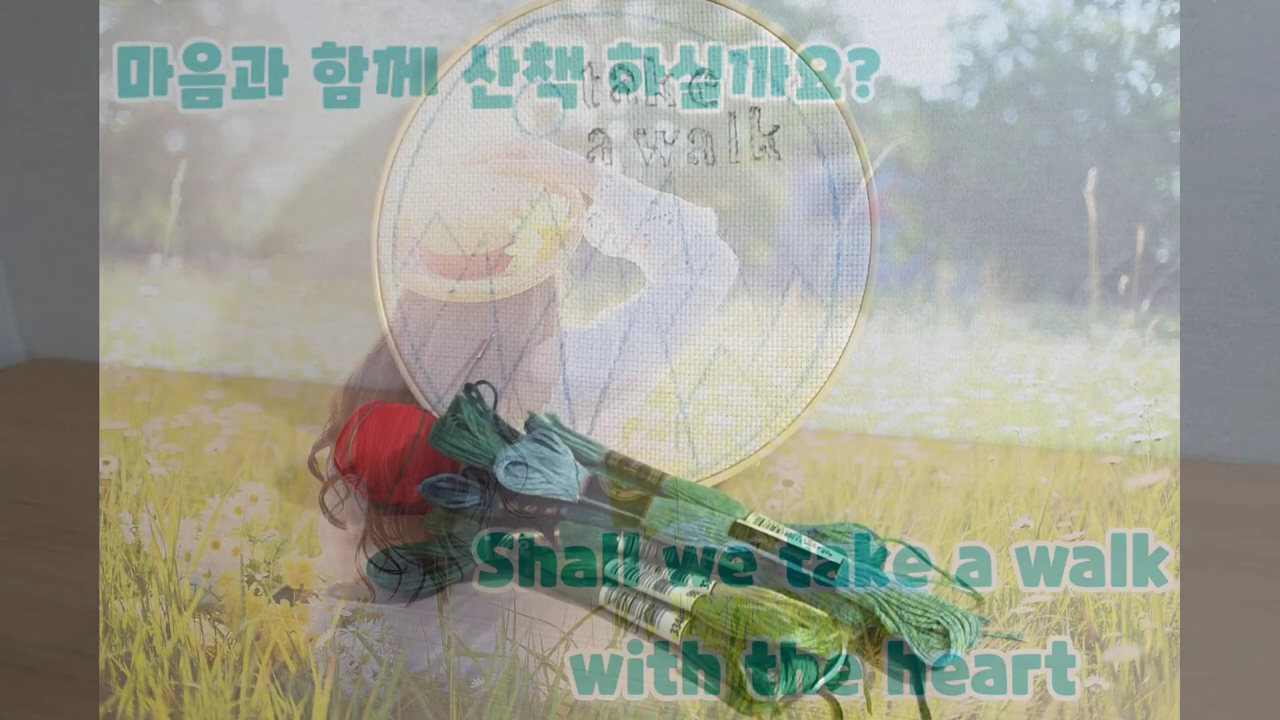 마음과 함께 산책 하실까요?
take
a walk
Shall we take a walk
with the heart